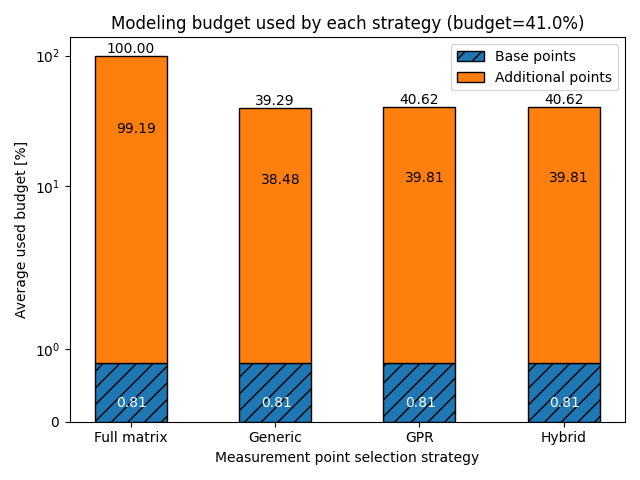 Modeling budget used by each strategy (budget=41.0%)
Base points
Additional points
100.00
39.29
40.62
40.62
99.19
38.48
39.81
39.81
0.81
0.81
0.81
0.81
Average used budget [%]
10²
10¹
10⁰
0
Full matrix
Generic
GPR
Hybrid
Measurement point selection strategy